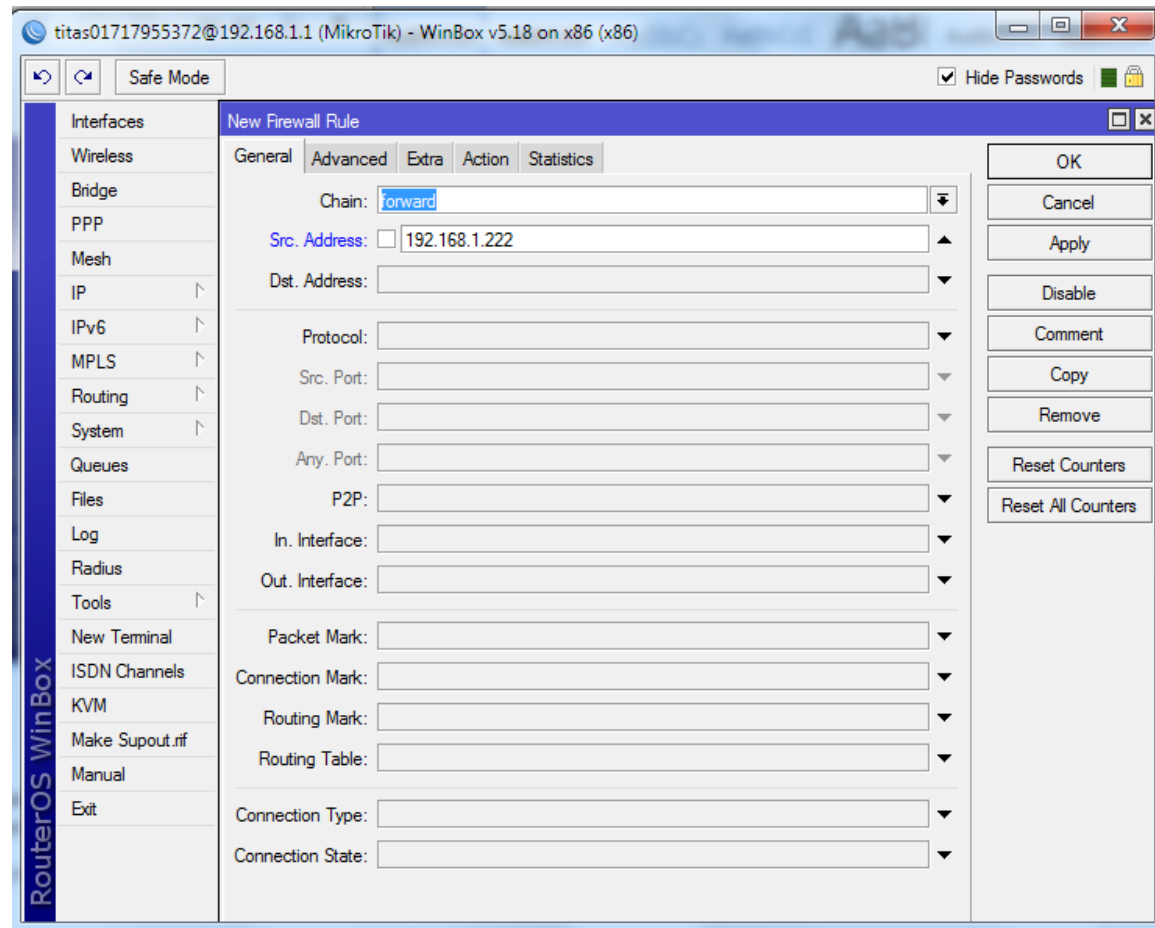 titas01717955372@192.168.1.1 (MikroTik) - WinBox v5.18 on x86 (x86)
Safe Mode
Hide Passwords
RouterOS WinBox
Interfaces
Wireless
Bridge
PPP
Mesh
IP
IPv6
MPLS
Routing
System
Queues
Files
Log
Radius
Tools
New Terminal
ISDN Channels
KVM
Make Supout.rif
Manual
Exit
New Firewall Rule
General Advanced Extra Action Statistics
Chain: forward
Src. Address: 192.168.1.222
Dst. Address:
Protocol:
Src. Port:
Dst. Port:
Any. Port:
P2P:
In. Interface:
Out. Interface:
Packet Mark:
Connection Mark:
Routing Mark:
Routing Table:
Connection Type:
Connection State:
OK
Cancel
Apply
Disable
Comment
Copy
Remove
Reset Counters
Reset All Counters